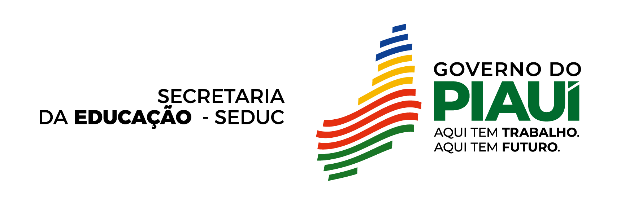 SECRETARIA
DA EDUCAÇÃO - SEDUC
GOVERNO DO
PIAUÍ
AQUI TEM TRABALHO.
AQUI TEM FUTURO.